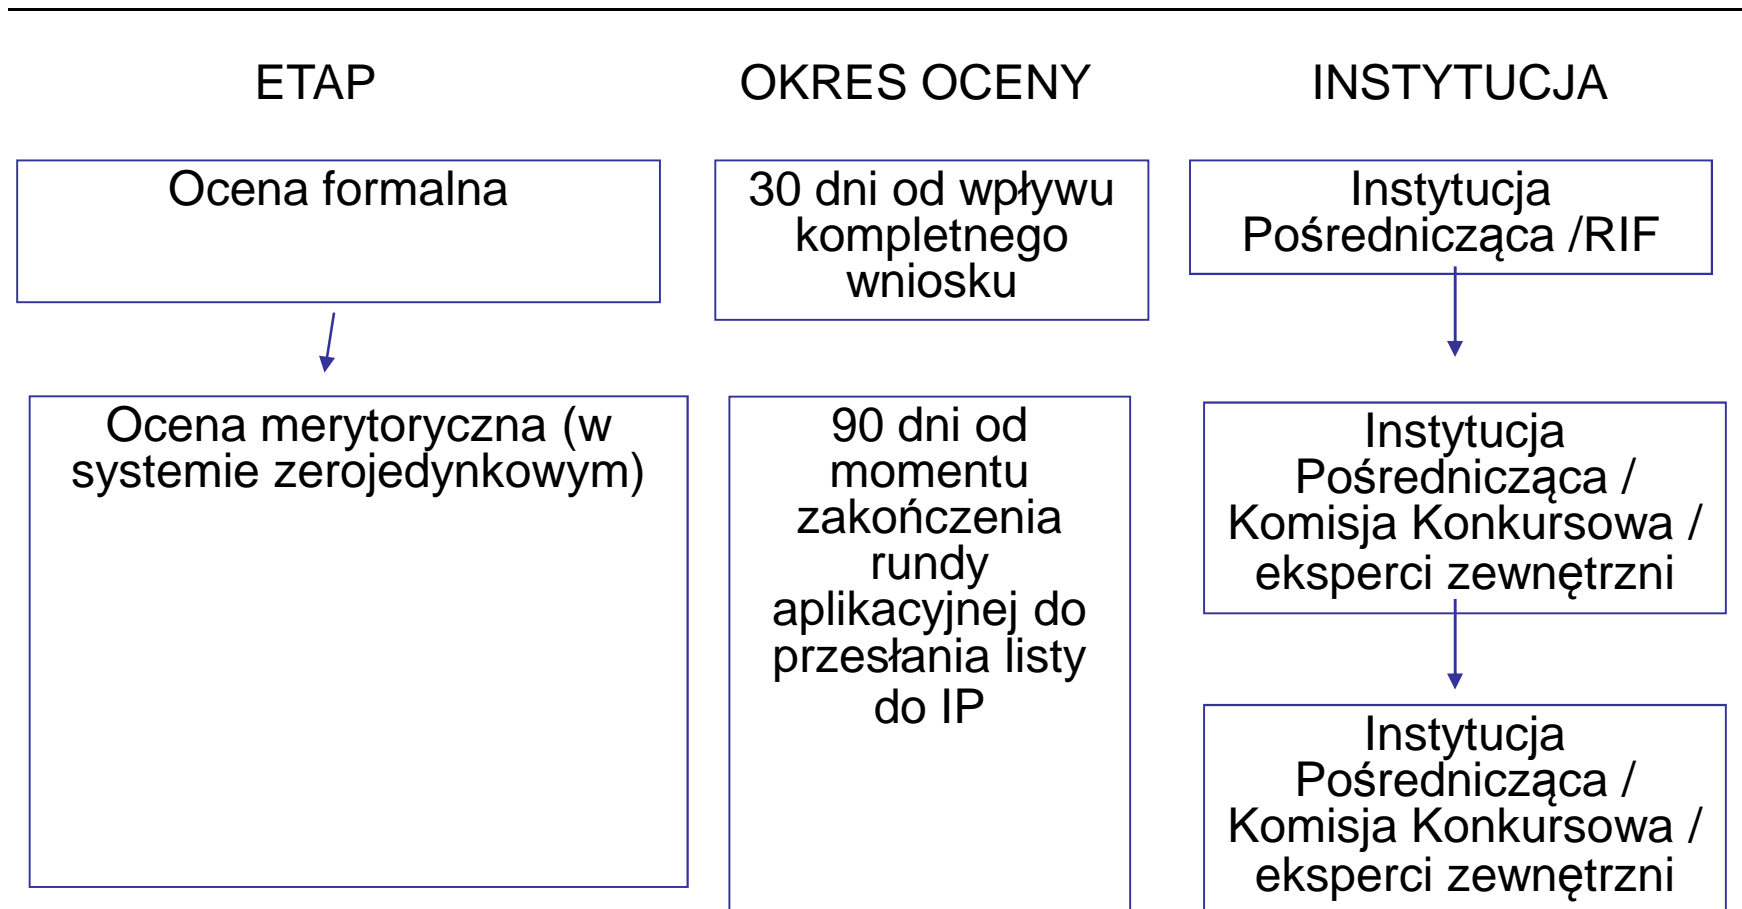 ETAP
OKRES OCENY
INSTYTUCJA
Ocena formalna
30 dni od wpływu
kompletnego
wniosku
Instytucja
Pośrednicząca /RIF
Ocena merytoryczna (w
systemie zerojedynkowym)
90 dni od
momentu
zakończenia
rundy
aplikacyjnej do
przesłania listy
do IP
Instytucja
Pośrednicząca /
Komisja Konkursowa /
eksperci zewnętrzni
Instytucja
Pośrednicząca /
Komisja Konkursowa /
eksperci zewnętrzni